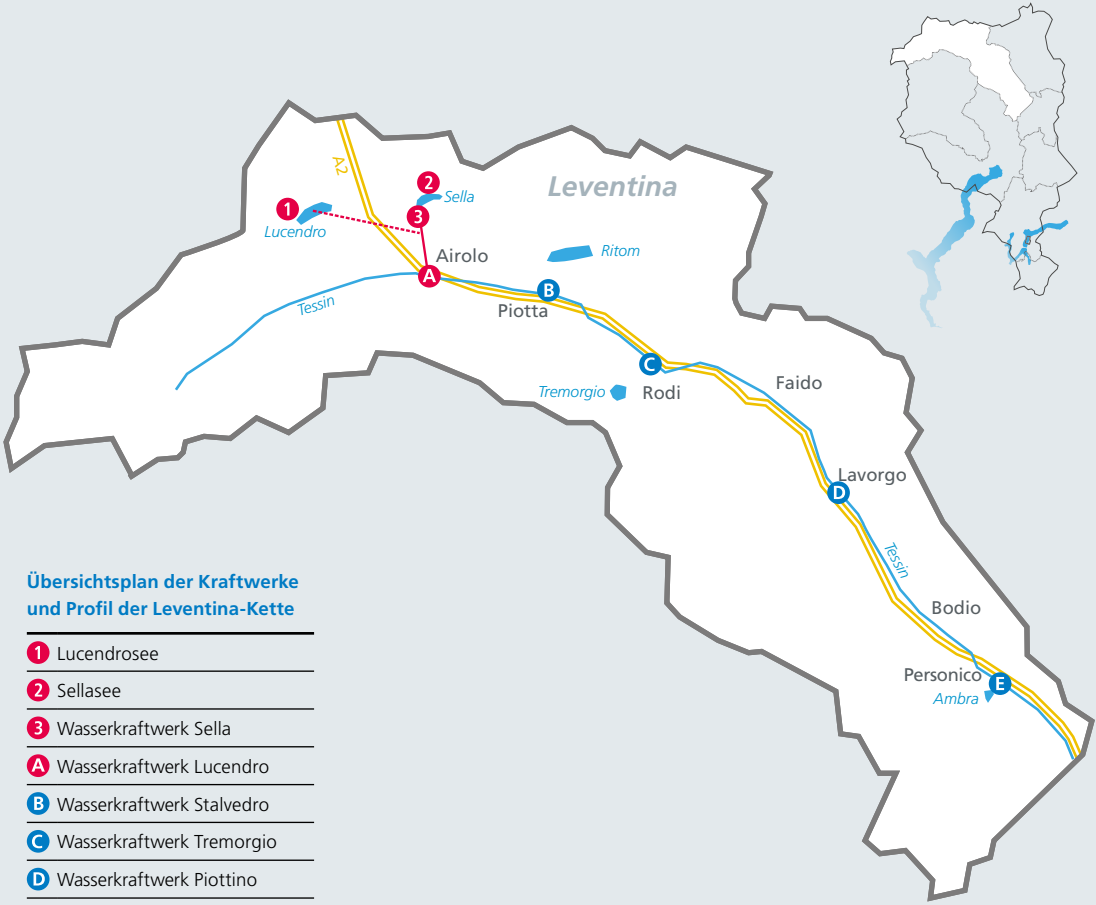 A2
Leventina
2
Sella
1
3
Lucendro
Airolo
Ritom
A
B
Tessin
Piotta
C
Faido
Tremorgio
Rodi
Lavorgo
D
Tessin
Bodio
Personico
E
Ambra
Übersichtsplan der Kraftwerke
und Profil der Leventina-Kette
1 Lucendrosee
2 Sellasee
3 Wasserkraftwerk Sella
A Wasserkraftwerk Lucendro
B Wasserkraftwerk Stalvedro
C Wasserkraftwerk Tremorgio
D Wasserkraftwerk Piottino